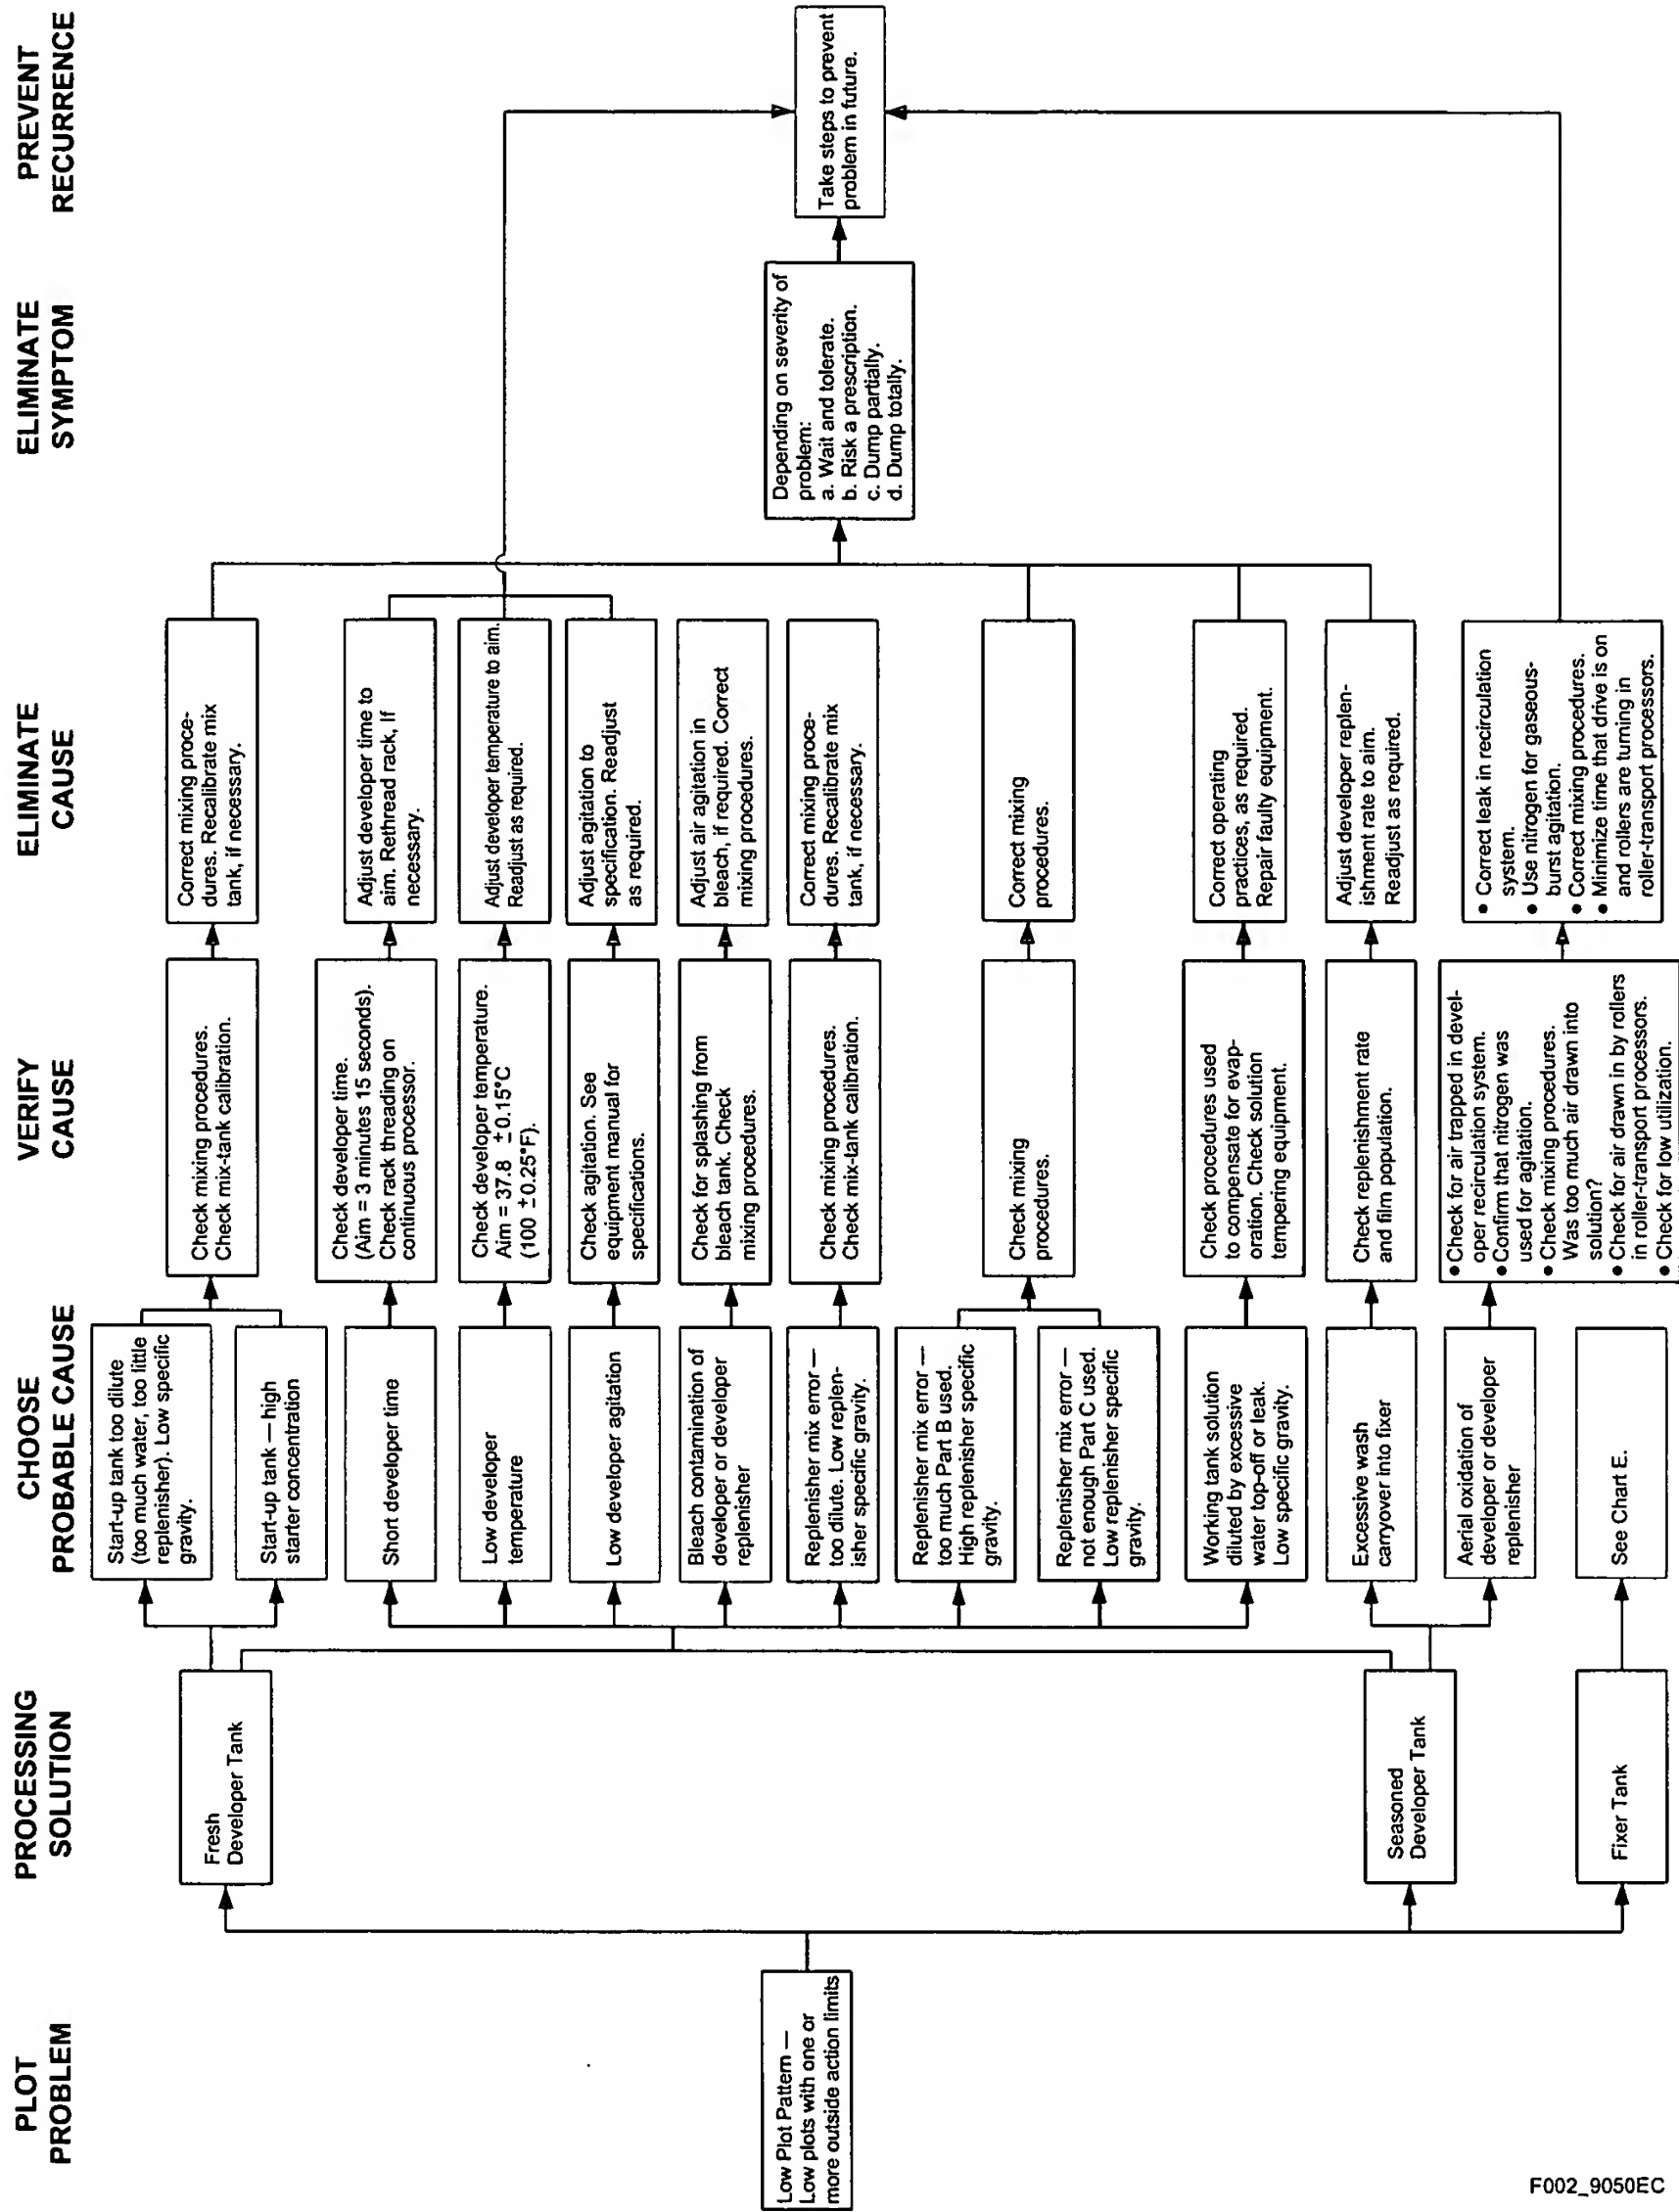 PLOT
PROBLEM
PROCESSING
SOLUTION
CHOOSE
PROBABLE CAUSE
VERIFY
CAUSE
ELIMINATE
CAUSE
ELIMINATE
SYMPTOM
PREVENT
RECURRENCE
Low Plot Pattern —
Low plots with one or
more outside action limits
Fresh
Developer Tank
Seasoned
Developer Tank
Fixer Tank
Start-up tank too dilute
(too much water, too little
replenisher). Low specific
gravity.
Start-up tank — high
starter concentration
Short developer time
Low developer
temperature
Low developer agitation
Bleach contamination of
developer or developer
replenisher
Replenisher mix error —
too dilute. Low replen-
isher specific gravity.
Replenisher mix error —
too much Part B used.
High replenisher specific
gravity.
Replenisher mix error —
not enough Part C used.
Low replenisher specific
gravity.
Working tank solution
diluted by excessive
water top-off or leak.
Low specific gravity.
Excessive wash
carryover into fixer
Aerial oxidation of
developer or developer
replenisher
See Chart E.
Check mixing procedures.
Check mix-tank calibration.
Check developer time.
(Aim = 3 minutes 15 seconds).
Check rack threading on
continuous processor.
Check developer temperature.
Aim = 37.8 ±0.15°C
(100 ±0.25°F).
Check agitation. See
equipment manual for
specifications.
Check for splashing from
bleach tank. Check
mixing procedures.
Check mixing procedures.
Check mix-tank calibration.
Check mixing
procedures.
Check procedures used
to compensate for evap-
oration. Check solution
tempering equipment.
Check replenishment rate
and film population.
● Check for air trapped in devel-
oper recirculation system.
● Confirm that nitrogen was
used for agitation.
● Check mixing procedures.
Was too much air drawn into
solution?
● Check for air drawn in by rollers
in roller-transport processors.
● Check for low utilization.
Correct mixing proce-
dures. Recalibrate mix
tank, if necessary.
Adjust developer time to
aim. Rethread rack, If
necessary.
Adjust developer temperature to aim.
Readjust as required.
Adjust agitation to
specification. Readjust
as required.
Adjust air agitation in
bleach, if required. Correct
mixing procedures.
Correct mixing proce-
dures. Recalibrate mix
tank, if necessary.
Correct mixing
procedures.
Correct operating
practices, as required.
Repair faulty equipment.
Adjust developer replen-
ishment rate to aim.
Readjust as required.
● Correct leak in recirculation
system.
● Use nitrogen for gaseous-
burst agitation.
● Correct mixing procedures.
● Minimize time that drive is on
and rollers are turning in
roller-transport processors.
Depending on severity of
problem:
a. Wait and tolerate.
b. Risk a prescription.
c. Dump partially.
d. Dump totally.
Take steps to prevent
problem in future.
F002_9050EC